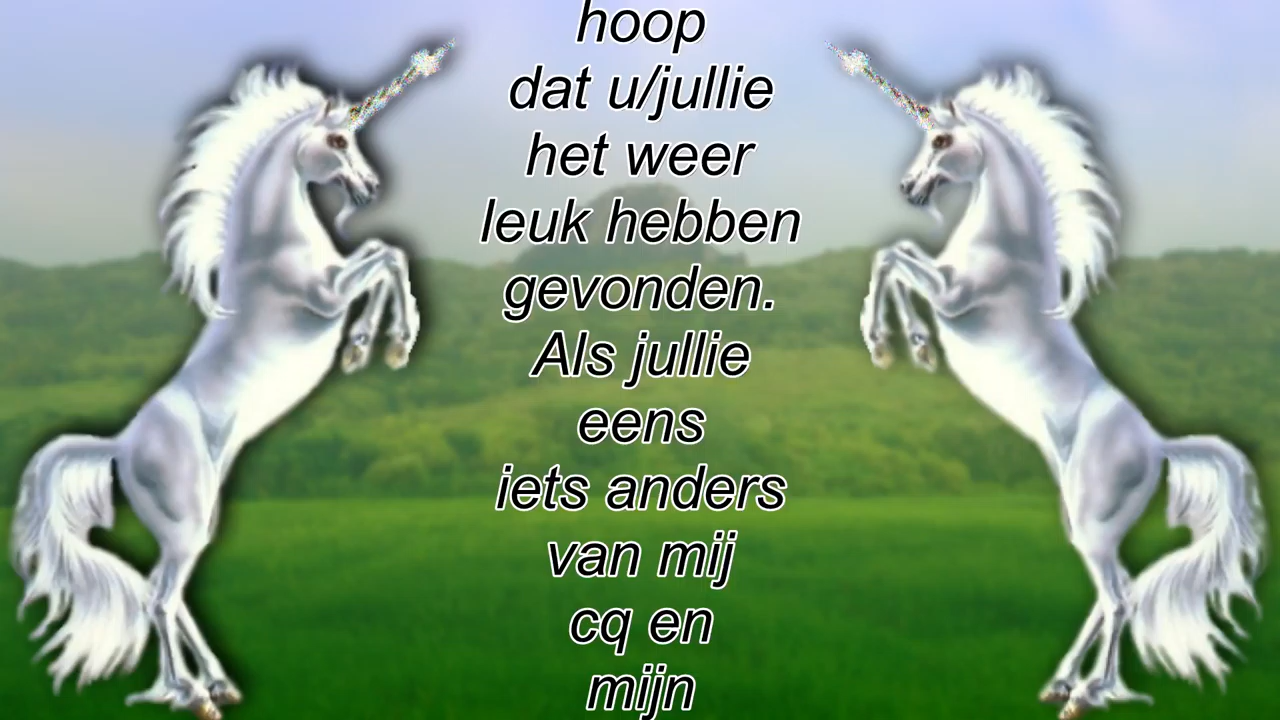 hoop
dat u/jullie
het weer
leuk hebben
gevonden.
Als jullie
eens
iets anders
van mij
cq en
mijn